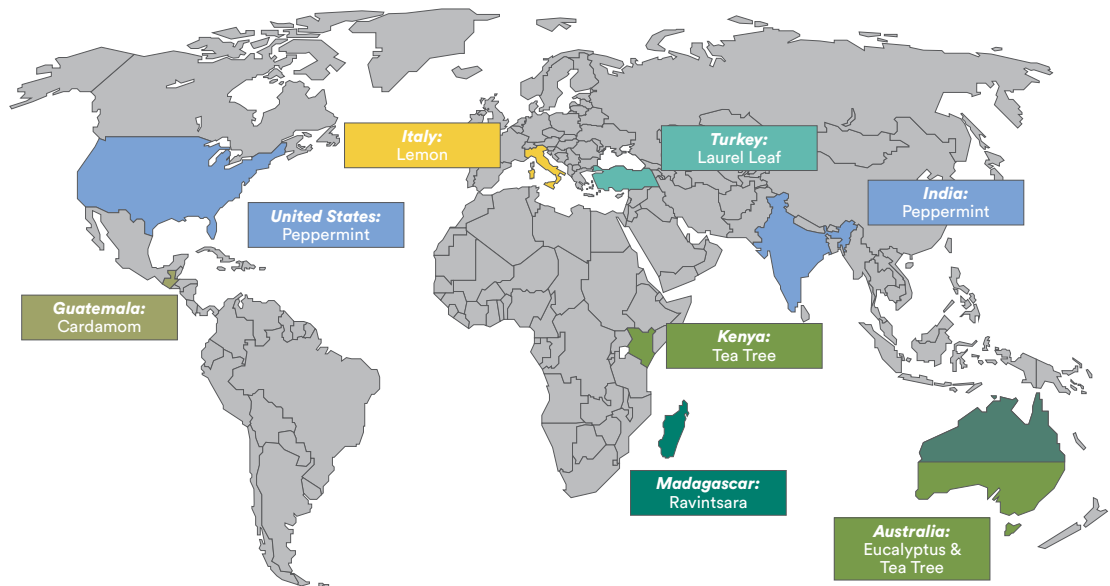 Italy:
Lemon
Turkey:
Laurel Leaf
India:
Peppermint
United States:
Peppermint
Guatemala:
Cardamom
Kenya:
Tea Tree
Madagascar:
Ravintsara
Australia:
Eucalyptus &
Tea Tree